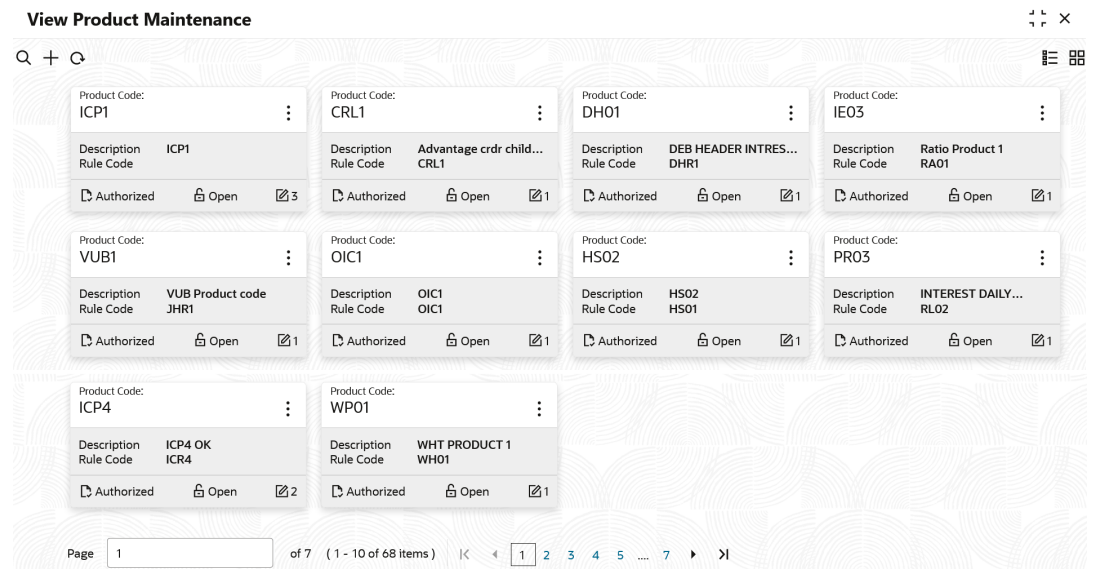 View Product Maintenance
Product Code:
ICP1
Description ICP1
Rule Code
Authorized Open 3
Product Code:
CRL1
Description Advantage crdr child...
Rule Code CRL1
Authorized Open 1
Product Code:
DH01
Description DEB HEADER INTRES...
Rule Code DHR1
Authorized Open 1
Product Code:
IE03
Description Ratio Product 1
Rule Code RA01
Authorized Open 1
Product Code:
VUB1
Description VUB Product code
Rule Code JHR1
Authorized Open 1
Product Code:
OIC1
Description OIC1
Rule Code OIC1
Authorized Open 1
Product Code:
HS02
Description HS02
Rule Code HS01
Authorized Open 1
Product Code:
PR03
Description INTEREST DAILY...
Rule Code RL02
Authorized Open 1
Product Code:
ICP4
Description ICP4 OK
Rule Code ICR4
Authorized Open 2
Product Code:
WP01
Description WHT PRODUCT 1
Rule Code WH01
Authorized Open 1
Page 1 of 7 ( 1 - 10 of 68 items ) 1 2 3 4 5 .... 7